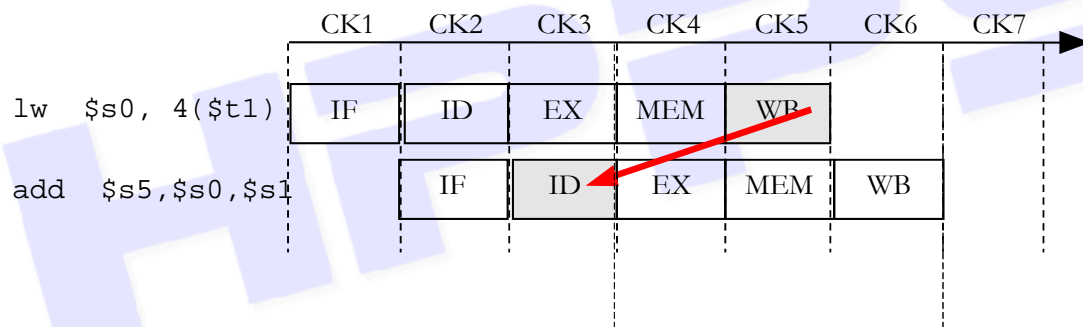 CK1 CK2 CK3 CK4 CK5 CK6 CK7
lw $s0, 4($t1) IF ID EX MEM WB
add $s5,$s0,$s1 IF ID EX MEM WB